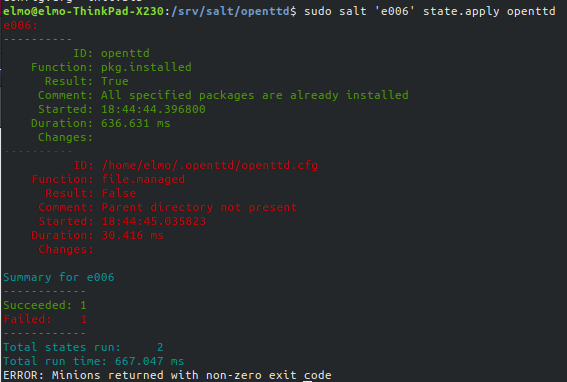 elmo@elmo-ThinkPad-X230:/srv/salt/openttd$ sudo salt 'e006' state.apply openttd
e006:
----------
ID: openttd
Function: pkg.installed
Result: True
Comment: All specified packages are already installed
Started: 18:44:44.396800
Duration: 636.631 ms
Changes:
----------
ID: /home/elmo/.openttd/openttd.cfg
Function: file.managed
Result: False
Comment: Parent directory not present
Started: 18:44:45.035823
Duration: 30.416 ms
Changes:
Summary for e006
------------
Succeeded: 1
Failed: 1
------------
Total states run: 2
Total run time: 667.047 ms
ERROR: Minions returned with non-zero exit code